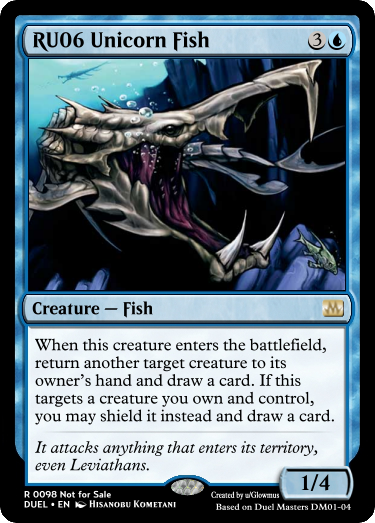 RU06 Unicorn Fish 3
Creature — Fish
When this creature enters the battlefield,
return another target creature to its
owner's hand and draw a card. If this
targets a creature you own and control,
you may shield it instead and draw a card.
It attacks anything that enters its territory,
even Leviathans.
1/4
R 0098 Not for Sale
Created by u/Glowmus
DUEL • EN Hisanobu Kometani
Based on Duel Masters DM01-04